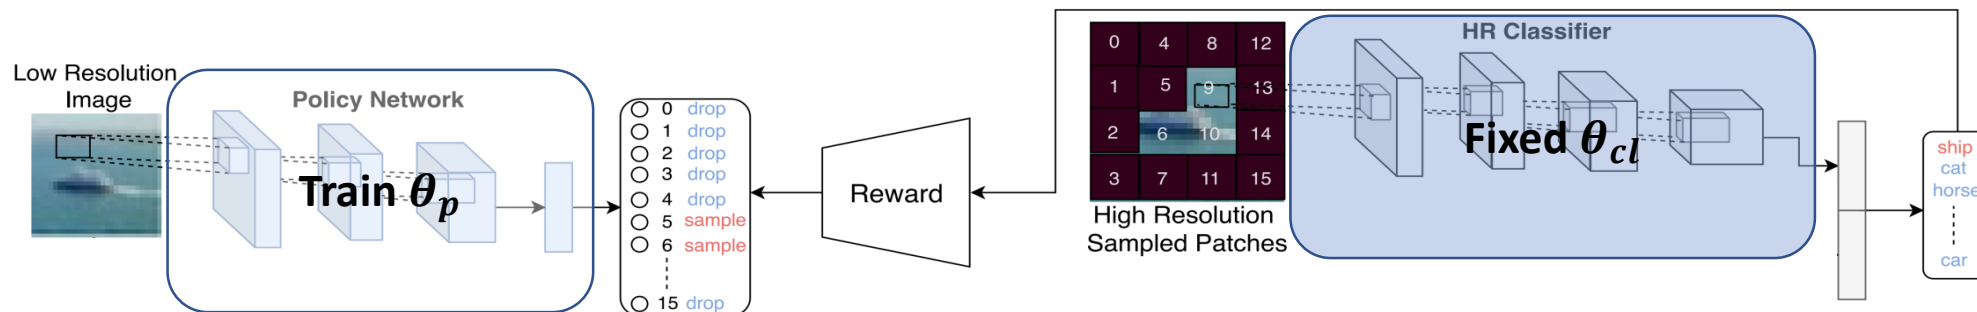 Low Resolution
Image
Policy Network
Train θp
0 drop
1 drop
2 drop
3 drop
4 drop
5 sample
6 sample
15 drop
Reward
0 4 8 12
1 5 9 13
2 6 10 14
3 7 11 15
High Resolution
Sampled Patches
HR Classifier
Fixed θcl
ship
cat
horse
car